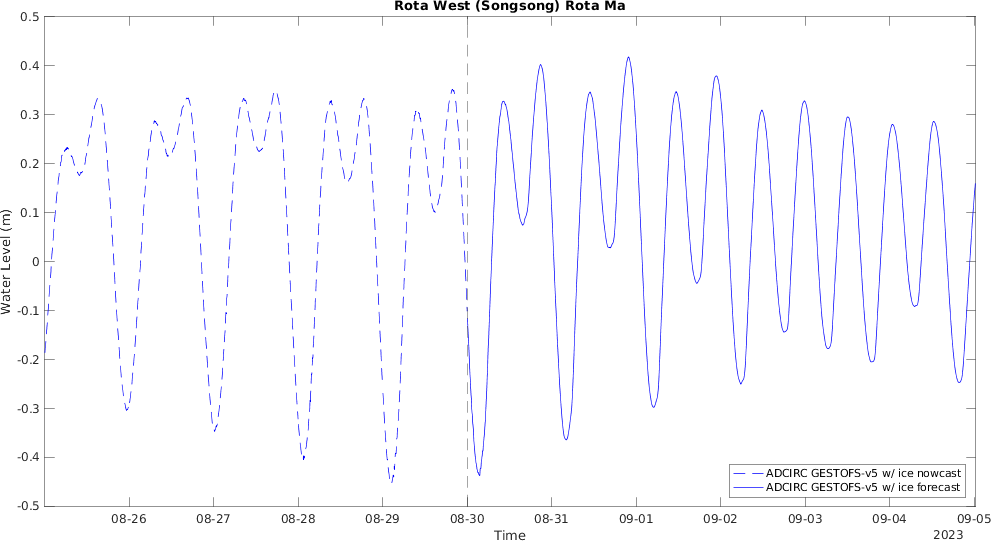 Rota West (Songsong) Rota Ma
0.5
0.4
0.3
0.2
0.1
0
-0.1
-0.2
-0.3
-0.4
-0.5
Water Level (m)
ADCIRC GESTOFS-v5 w/ ice nowcast
ADCIRC GESTOFS-v5 w/ ice forecast
08-26 08-27 08-28 08-29 08-30 08-31 09-01 09-02 09-03 09-04 09-05
Time
2023